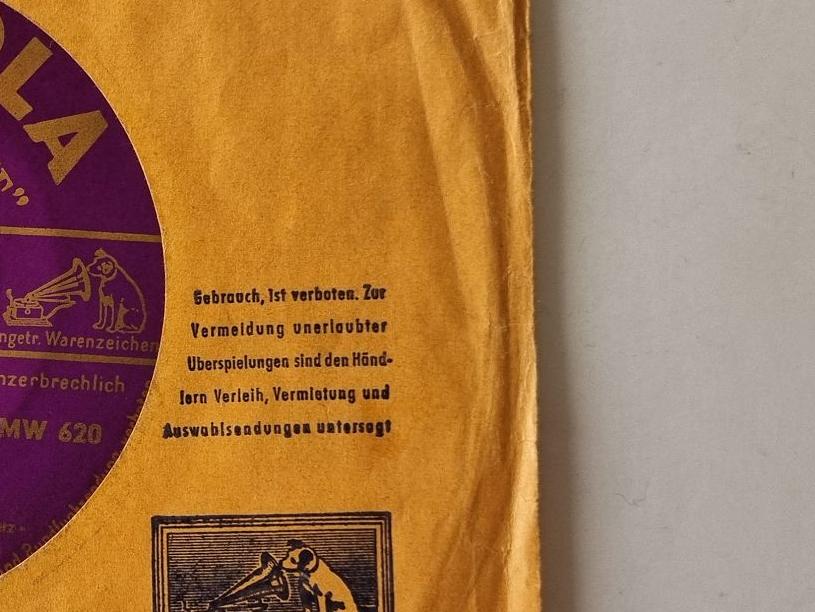 OLA
E”
Gebrauch, ist verboten. Zur
Vermeidung unerlaubter
Überspielungen sind den Händ-
lern Verleih, Vermietung und
Auswahlsendungen untersagt
ngetr. Warenzeichen
nzerbrechlich
MW 620